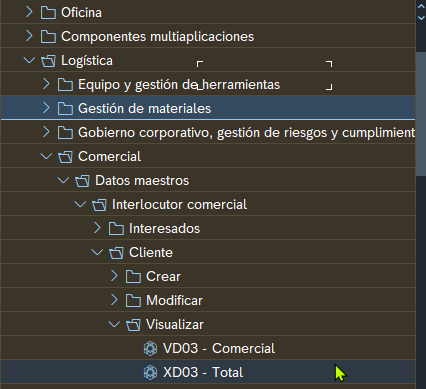 Oficina
Componentes multiaplicaciones
Logística
Equipo y gestión de herramientas
Gestión de materiales
Gobierno corporativo, gestión de riesgos y cumplimient
Comercial
Datos maestros
Interlocutor comercial
Interesados
Cliente
Crear
Modificar
Visualizar
VD03 - Comercial
XD03 - Total